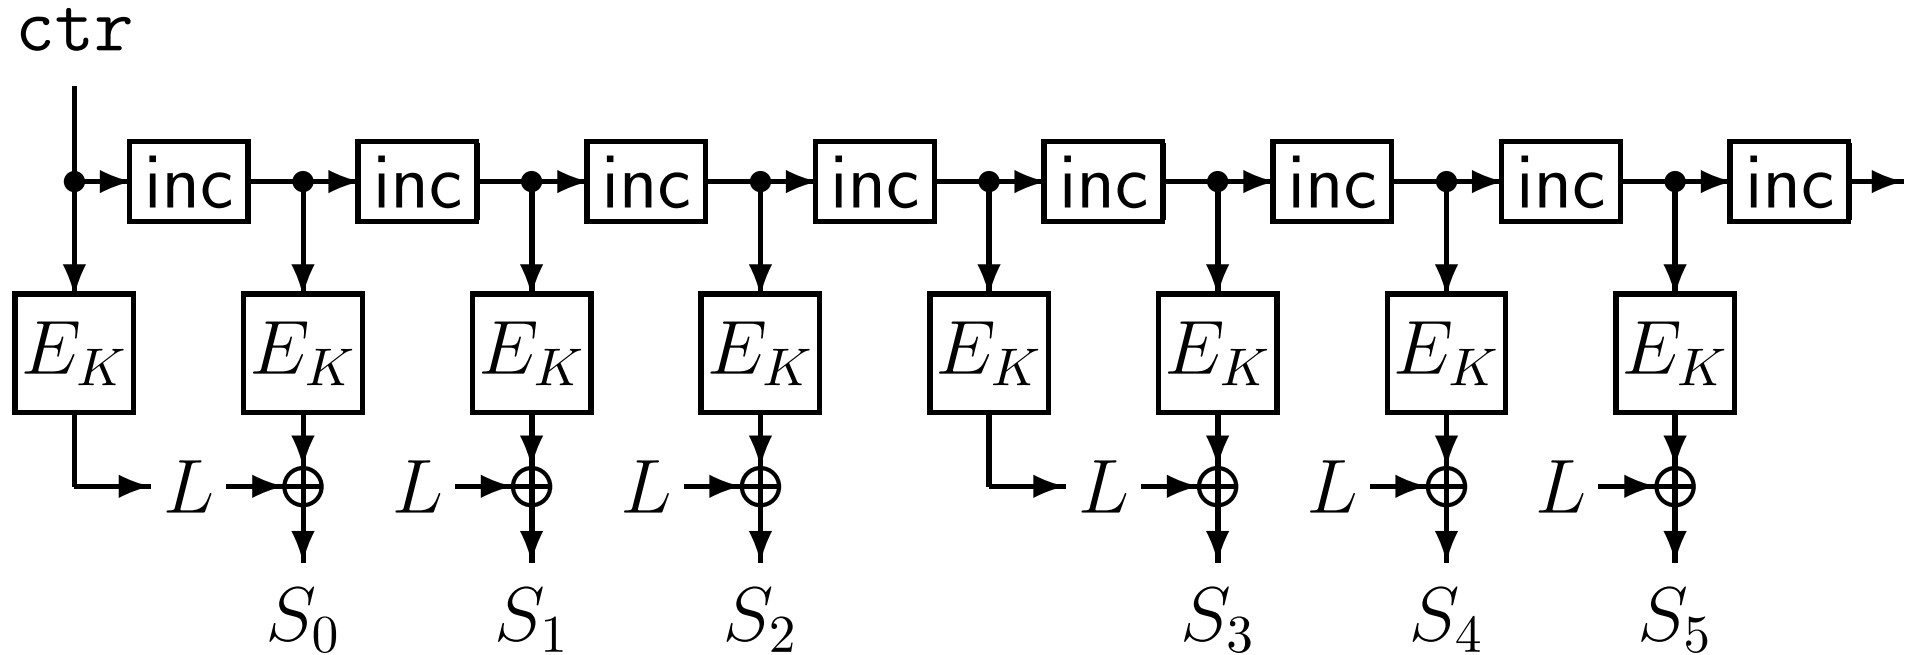 ctr
inc inc inc inc inc inc inc inc
E_K E_K E_K E_K E_K E_K E_K E_K
L L L L L L
S_0 S_1 S_2 S_3 S_4 S_5